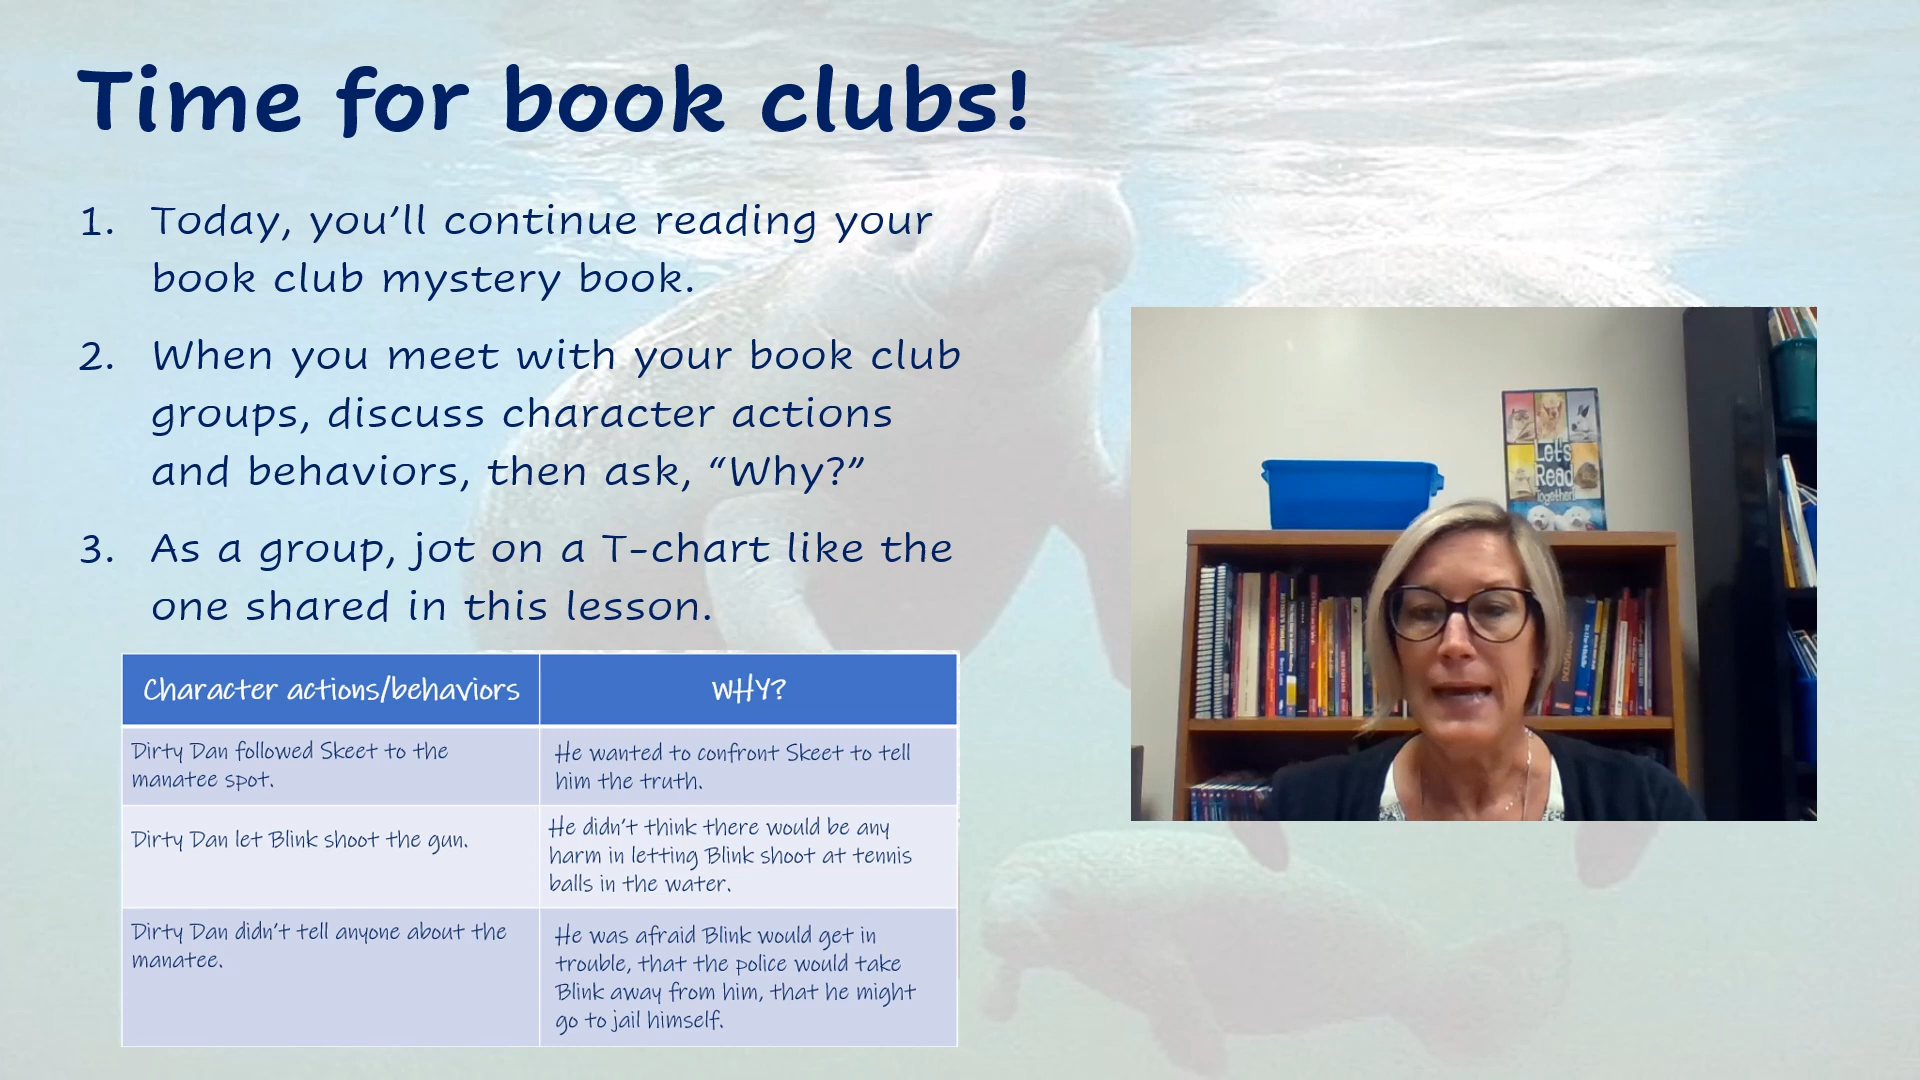 Time for book clubs!
1. Today, you’ll continue reading your
book club mystery book.
2. When you meet with your book club
groups, discuss character actions
and behaviors, then ask, “Why?”
3. As a group, jot on a T-chart like the
one shared in this lesson.
Character actions/behaviors
WHY?
Dirty Dan followed Skeet to the
manatee spot.
He wanted to confront Skeet to tell
him the truth.
Dirty Dan let Blink shoot the gun.
He didn’t think there would be any
harm in letting Blink shoot at tennis
balls in the water.
Dirty Dan didn’t tell anyone about the
manatee.
He was afraid Blink would get in
trouble, that the police would take
Blink away from him, that he might
go to jail himself.
Let's
Read
Together!